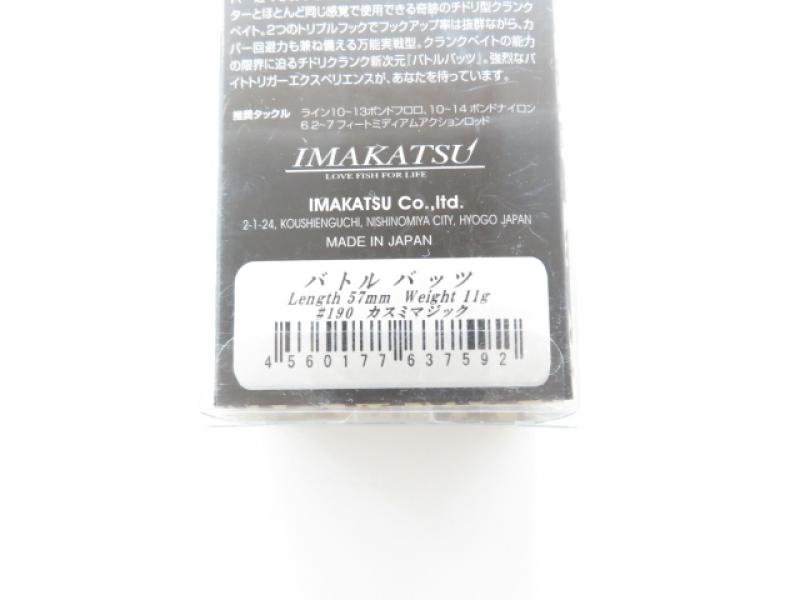 ターとほとんど同じ感覚で使用できる奇跡のチドリ型クランク
ベイト。2つのトリプルフックでフックアップ率は抜群ながら、カ
バー回避力も兼ね備える万能実戦型。クランクベイトの能力
の限界に迫るチドリクランク新次元『バトルバッツ』。強烈なバ
イトトリガーエクスペリエンスが、あなたを待っています。
推奨タックル ライン10~13ポンドフロロ、10~14ポンドナイロン
6.2~7フィートミディアムアクションロッド
IMAKATSU
LOVE FISH FOR LIFE
IMAKATSU Co.,ltd.
2-1-24, KOUSHIENGUCHI, NISHINOMIYA CITY, HYOGO JAPAN
MADE IN JAPAN
バトル バッツ
Length 57mm Weight 11g
#190 カスミマジック
4 560177 637592